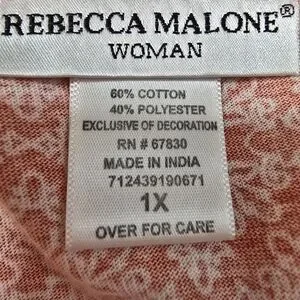 REBECCA MALONE®
WOMAN
60% COTTON
40% POLYESTER
EXCLUSIVE OF DECORATION
RN # 67830
MADE IN INDIA
712439190671
1X
OVER FOR CARE